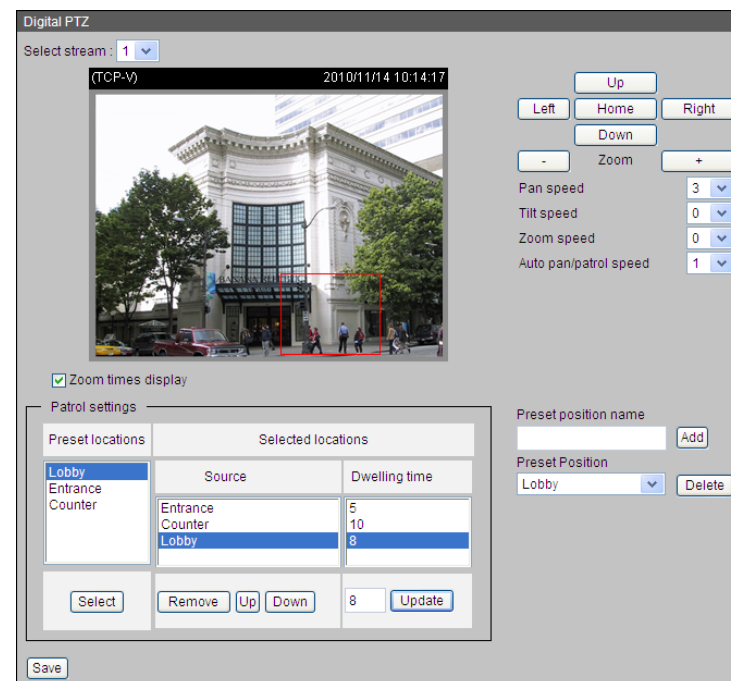 Digital PTZ
Select stream : 1
(TCP-V) 2010/11/14 10:14:17
Up
Left Home Right
Down
- Zoom +
Pan speed 3
Tilt speed 0
Zoom speed 0
Auto pan/patrol speed 1
Zoom times display
Patrol settings
Preset locations Selected locations
Source Dwelling time
Lobby
Entrance
Counter
Entrance 5
Counter 10
Lobby 8
Select Remove Up Down 8 Update
Preset position name
Add
Preset Position
Lobby Delete
Save